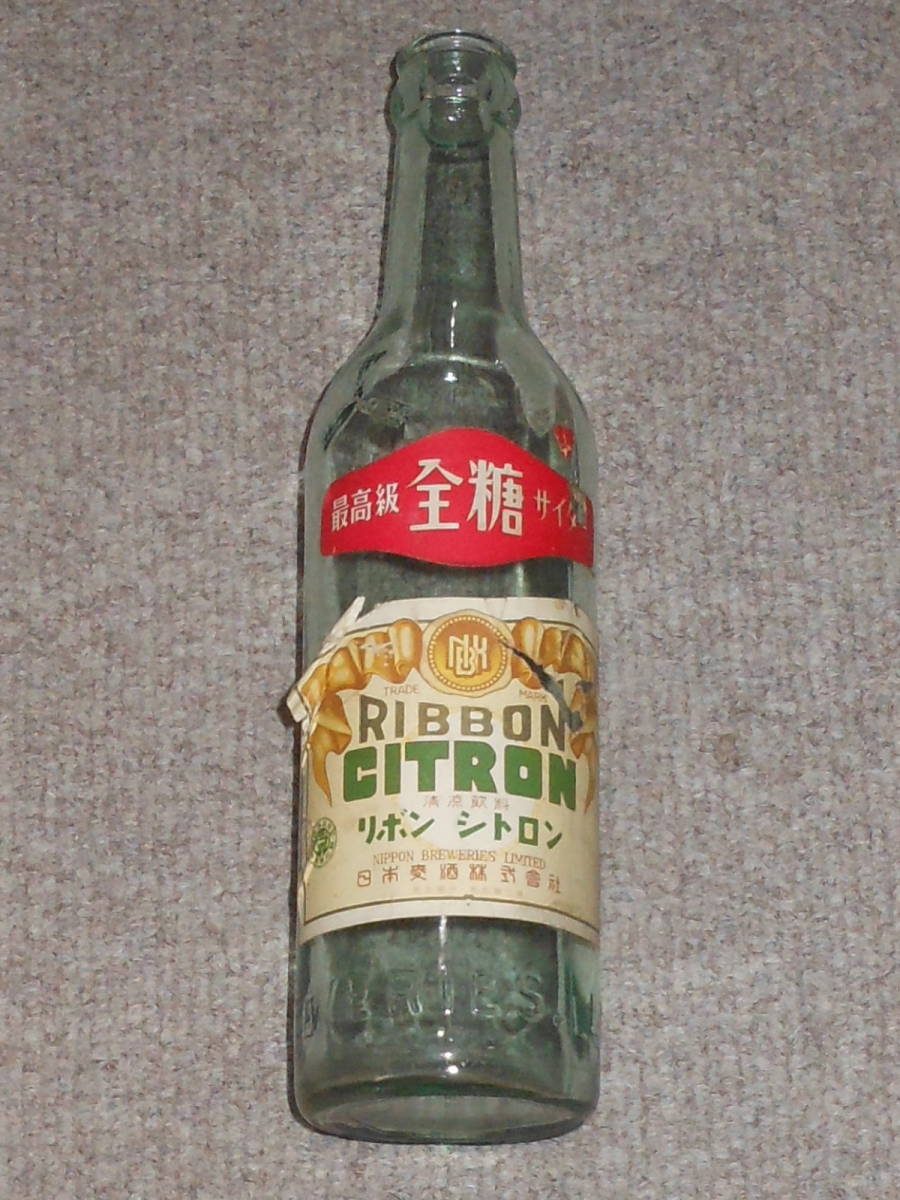 最高級 全糖 サイダー
NBK
TRADE MARK
RIBBON
CITRON
清涼飲料
リボン シトロン
NIPPON BREWERIES LIMITED
日本麥酒株式會社